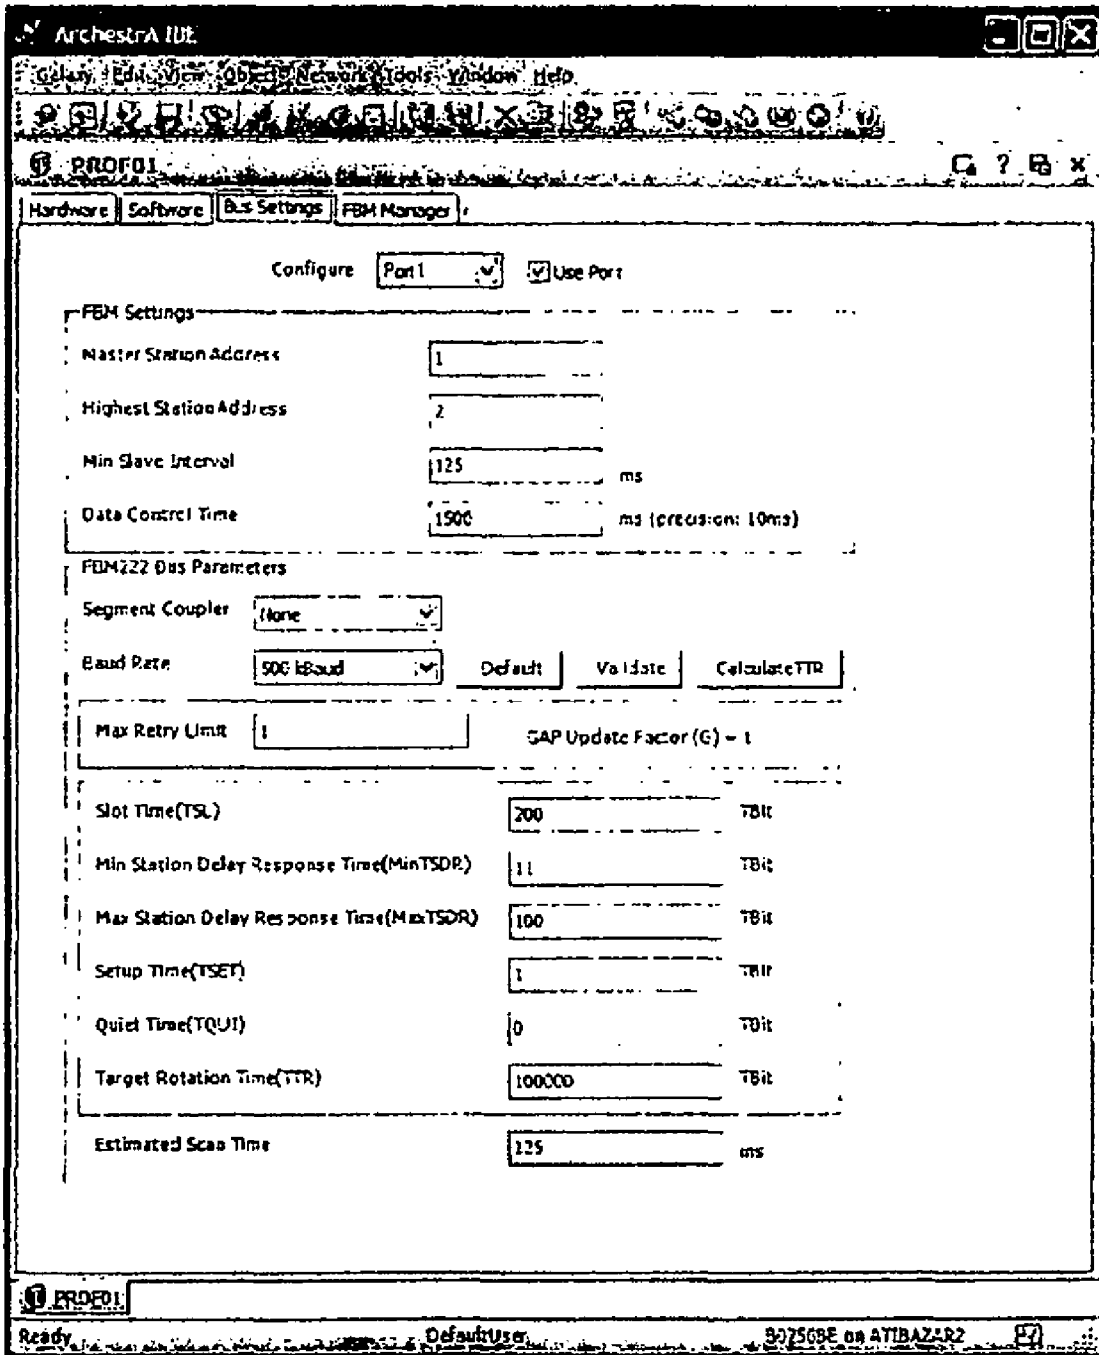 ArchestrA IDE
Galaxy Edit View Object Network Tools Window Help
PROF01
Hardware Software Bus Settings FBM Manager
Configure Port1 Use Port
FBM Settings
Master Station Address 1
Highest Station Address 2
Min Slave Interval 125 ms
Data Control Time 1500 ms (precision: 10ms)
FBM222 Bus Parameters
Segment Coupler None
Baud Rate 500 kBaud Default Validate CalculateTTR
Max Retry Limit 1 GAP Update Factor (G) = 1
Slot Time(TSL) 200 TBit
Min Station Delay Response Time(MinTSDR) 11 TBit
Max Station Delay Response Time(MaxTSDR) 100 TBit
Setup Time(TSET) 1 TBit
Quiet Time(TQUI) 0 TBit
Target Rotation Time(TTR) 100000 TBit
Estimated Scan Time 125 ms
PROF01
Ready DefaultUser on ATIBAZAR2